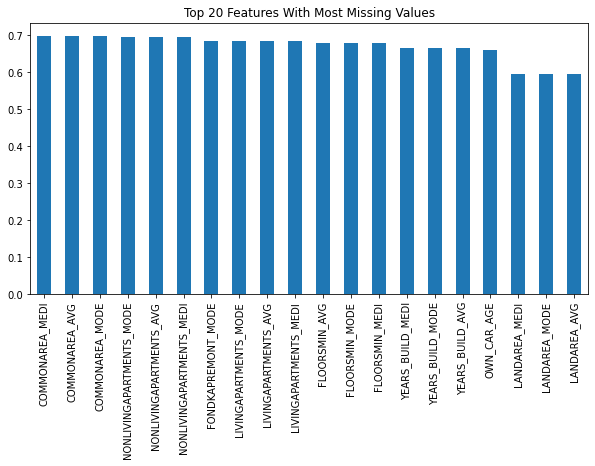 Top 20 Features With Most Missing Values
0.7
0.6
0.5
0.4
0.3
0.2
0.1
0.0
COMMONAREA_MEDI
COMMONAREA_AVG
COMMONAREA_MODE
NONLIVINGAPARTMENTS_MODE
NONLIVINGAPARTMENTS_AVG
NONLIVINGAPARTMENTS_MEDI
FONDKAPREMONT_MODE
LIVINGAPARTMENTS_MODE
LIVINGAPARTMENTS_AVG
LIVINGAPARTMENTS_MEDI
FLOORSMIN_AVG
FLOORSMIN_MODE
FLOORSMIN_MEDI
YEARS_BUILD_MEDI
YEARS_BUILD_MODE
YEARS_BUILD_AVG
OWN_CAR_AGE
LANDAREA_MEDI
LANDAREA_MODE
LANDAREA_AVG